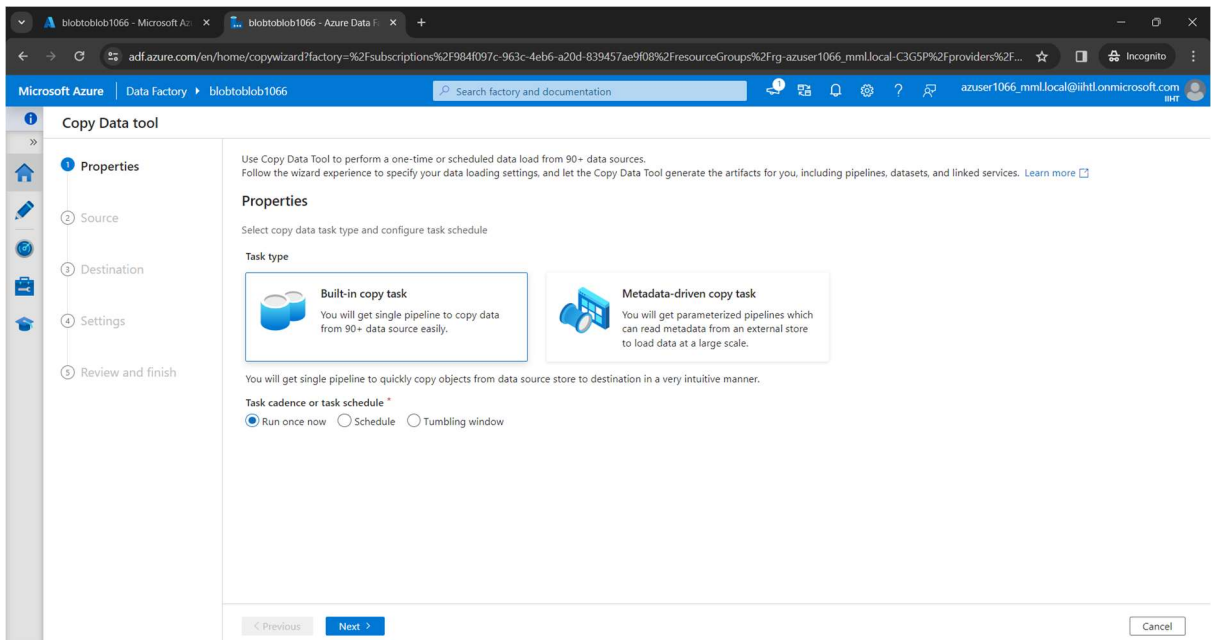 blobtoblob1066 - Microsoft Az
blobtoblob1066 - Azure Data F
adf.azure.com/en/home/copywizard?factory=%2Fsubscriptions%2F984f097c-963c-4eb6-a20d-839457ae9f08%2FresourceGroups%2Frg-azuser1066_mml.local-C3G5P%2Fproviders%2F...
Incognito
Microsoft Azure
Data Factory
blobtoblob1066
Search factory and documentation
1
azuser1066_mml.local@iihtl.onmicrosoft.com
IIHT
Copy Data tool
1 Properties
2 Source
3 Destination
4 Settings
5 Review and finish
Use Copy Data Tool to perform a one-time or scheduled data load from 90+ data sources.
Follow the wizard experience to specify your data loading settings, and let the Copy Data Tool generate the artifacts for you, including pipelines, datasets, and linked services. Learn more
Properties
Select copy data task type and configure task schedule
Task type
Built-in copy task
You will get single pipeline to copy data
from 90+ data source easily.
Metadata-driven copy task
You will get parameterized pipelines which
can read metadata from an external store
to load data at a large scale.
You will get single pipeline to quickly copy objects from data source store to destination in a very intuitive manner.
Task cadence or task schedule *
Run once now Schedule Tumbling window
< Previous
Next >
Cancel